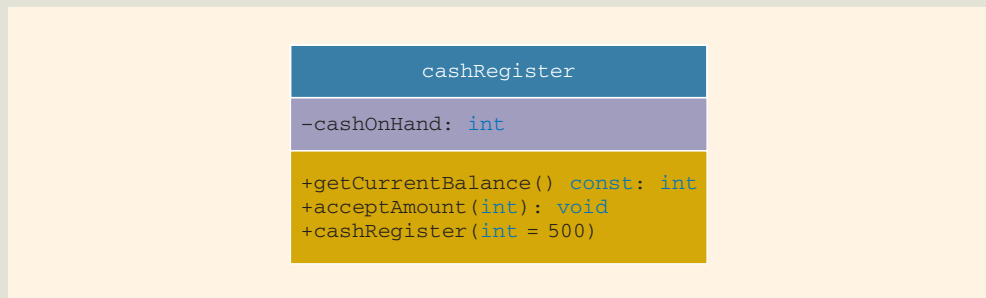 cashRegister
-cashOnHand: int
+getCurrentBalance() const: int
+acceptAmount(int): void
+cashRegister(int = 500)